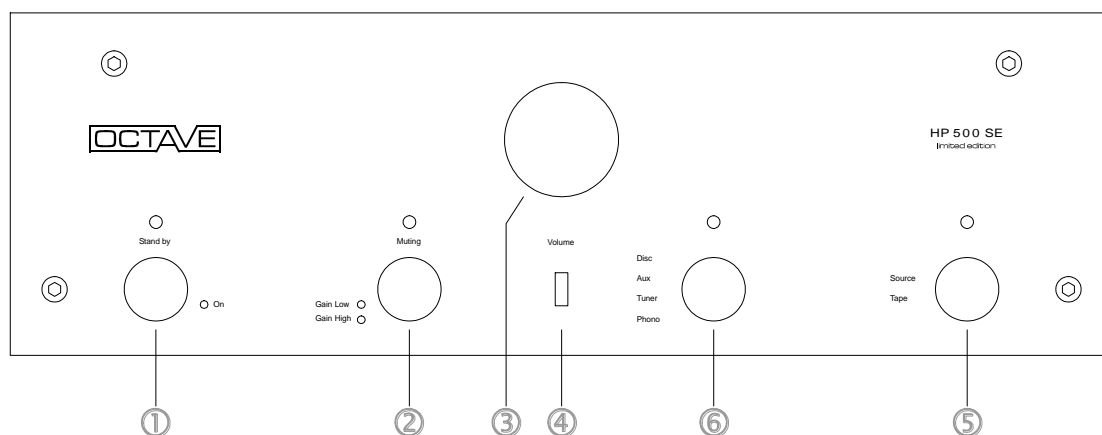 OCTAVE
HP 500 SE
limited edition
Stand by
Muting
Volume
Disc
Aux
Tuner
Phono
Source
Tape
On
Gain Low
Gain High
①
②
③
④
⑥
⑤